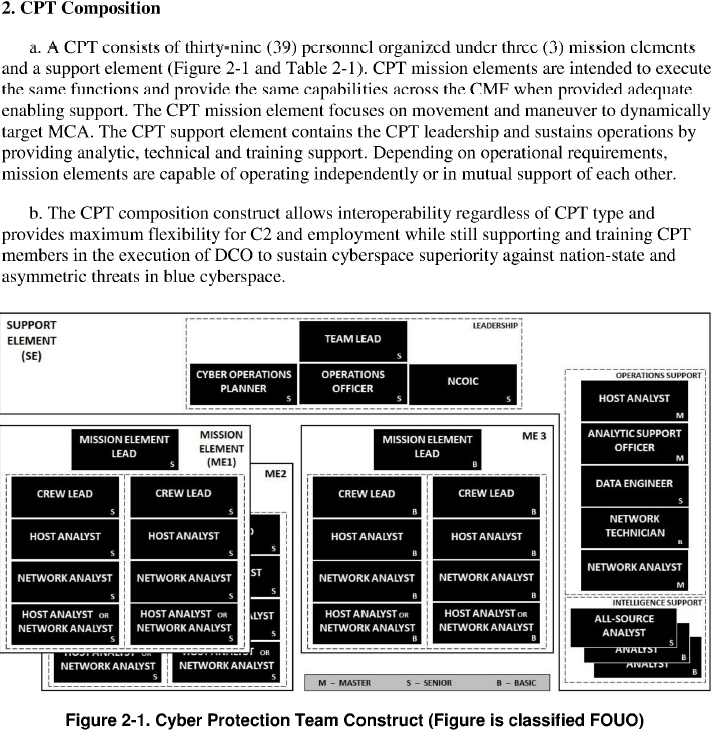 2. CPT Composition
a. A CPT consists of thirty-nine (39) personnel organized under three (3) mission elements
and a support element (Figure 2-1 and Table 2-1). CPT mission elements are intended to execute
the same functions and provide the same capabilities across the CMF when provided adequate
enabling support. The CPT mission element focuses on movement and maneuver to dynamically
target MCA. The CPT support element contains the CPT leadership and sustains operations by
providing analytic, technical and training support. Depending on operational requirements,
mission elements are capable of operating independently or in mutual support of each other.
b. The CPT composition construct allows interoperability regardless of CPT type and
provides maximum flexibility for C2 and employment while still supporting and training CPT
members in the execution of DCO to sustain cyberspace superiority against nation-state and
asymmetric threats in blue cyberspace.
SUPPORT
ELEMENT
(SE)
LEADERSHIP
TEAM LEAD
S
CYBER OPERATIONS
PLANNER
S
OPERATIONS
OFFICER
S
NCOIC
S
OPERATIONS SUPPORT
HOST ANALYST
M
ANALYTIC SUPPORT
OFFICER
M
DATA ENGINEER
S
NETWORK
TECHNICIAN
NETWORK ANALYST
M
INTELLIGENCE SUPPORT
ALL-SOURCE
ANALYST
S
ANALYST
B
ANALYST
B
MISSION
ELEMENT
(ME1)
MISSION ELEMENT
LEAD
S
CREW LEAD
S
CREW LEAD
S
HOST ANALYST
S
HOST ANALYST
S
NETWORK ANALYST
S
NETWORK ANALYST
S
HOST ANALYST OR
NETWORK ANALYST
S
HOST ANALYST OR
NETWORK ANALYST
S
ME2
D
S
ST
S
S
LYST
S
HOST ANALYST OR
NETWORK ANALYST
S
HOST ANALYST OR
NETWORK ANALYST
S
ME 3
MISSION ELEMENT
LEAD
B
CREW LEAD
B
CREW LEAD
B
HOST ANALYST
B
HOST ANALYST
B
NETWORK ANALYST
B
NETWORK ANALYST
B
HOST ANALYST OR
NETWORK ANALYST
B
HOST ANALYST OR
NETWORK ANALYST
B
M – MASTER S – SENIOR B – BASIC
Figure 2-1. Cyber Protection Team Construct (Figure is classified FOUO)